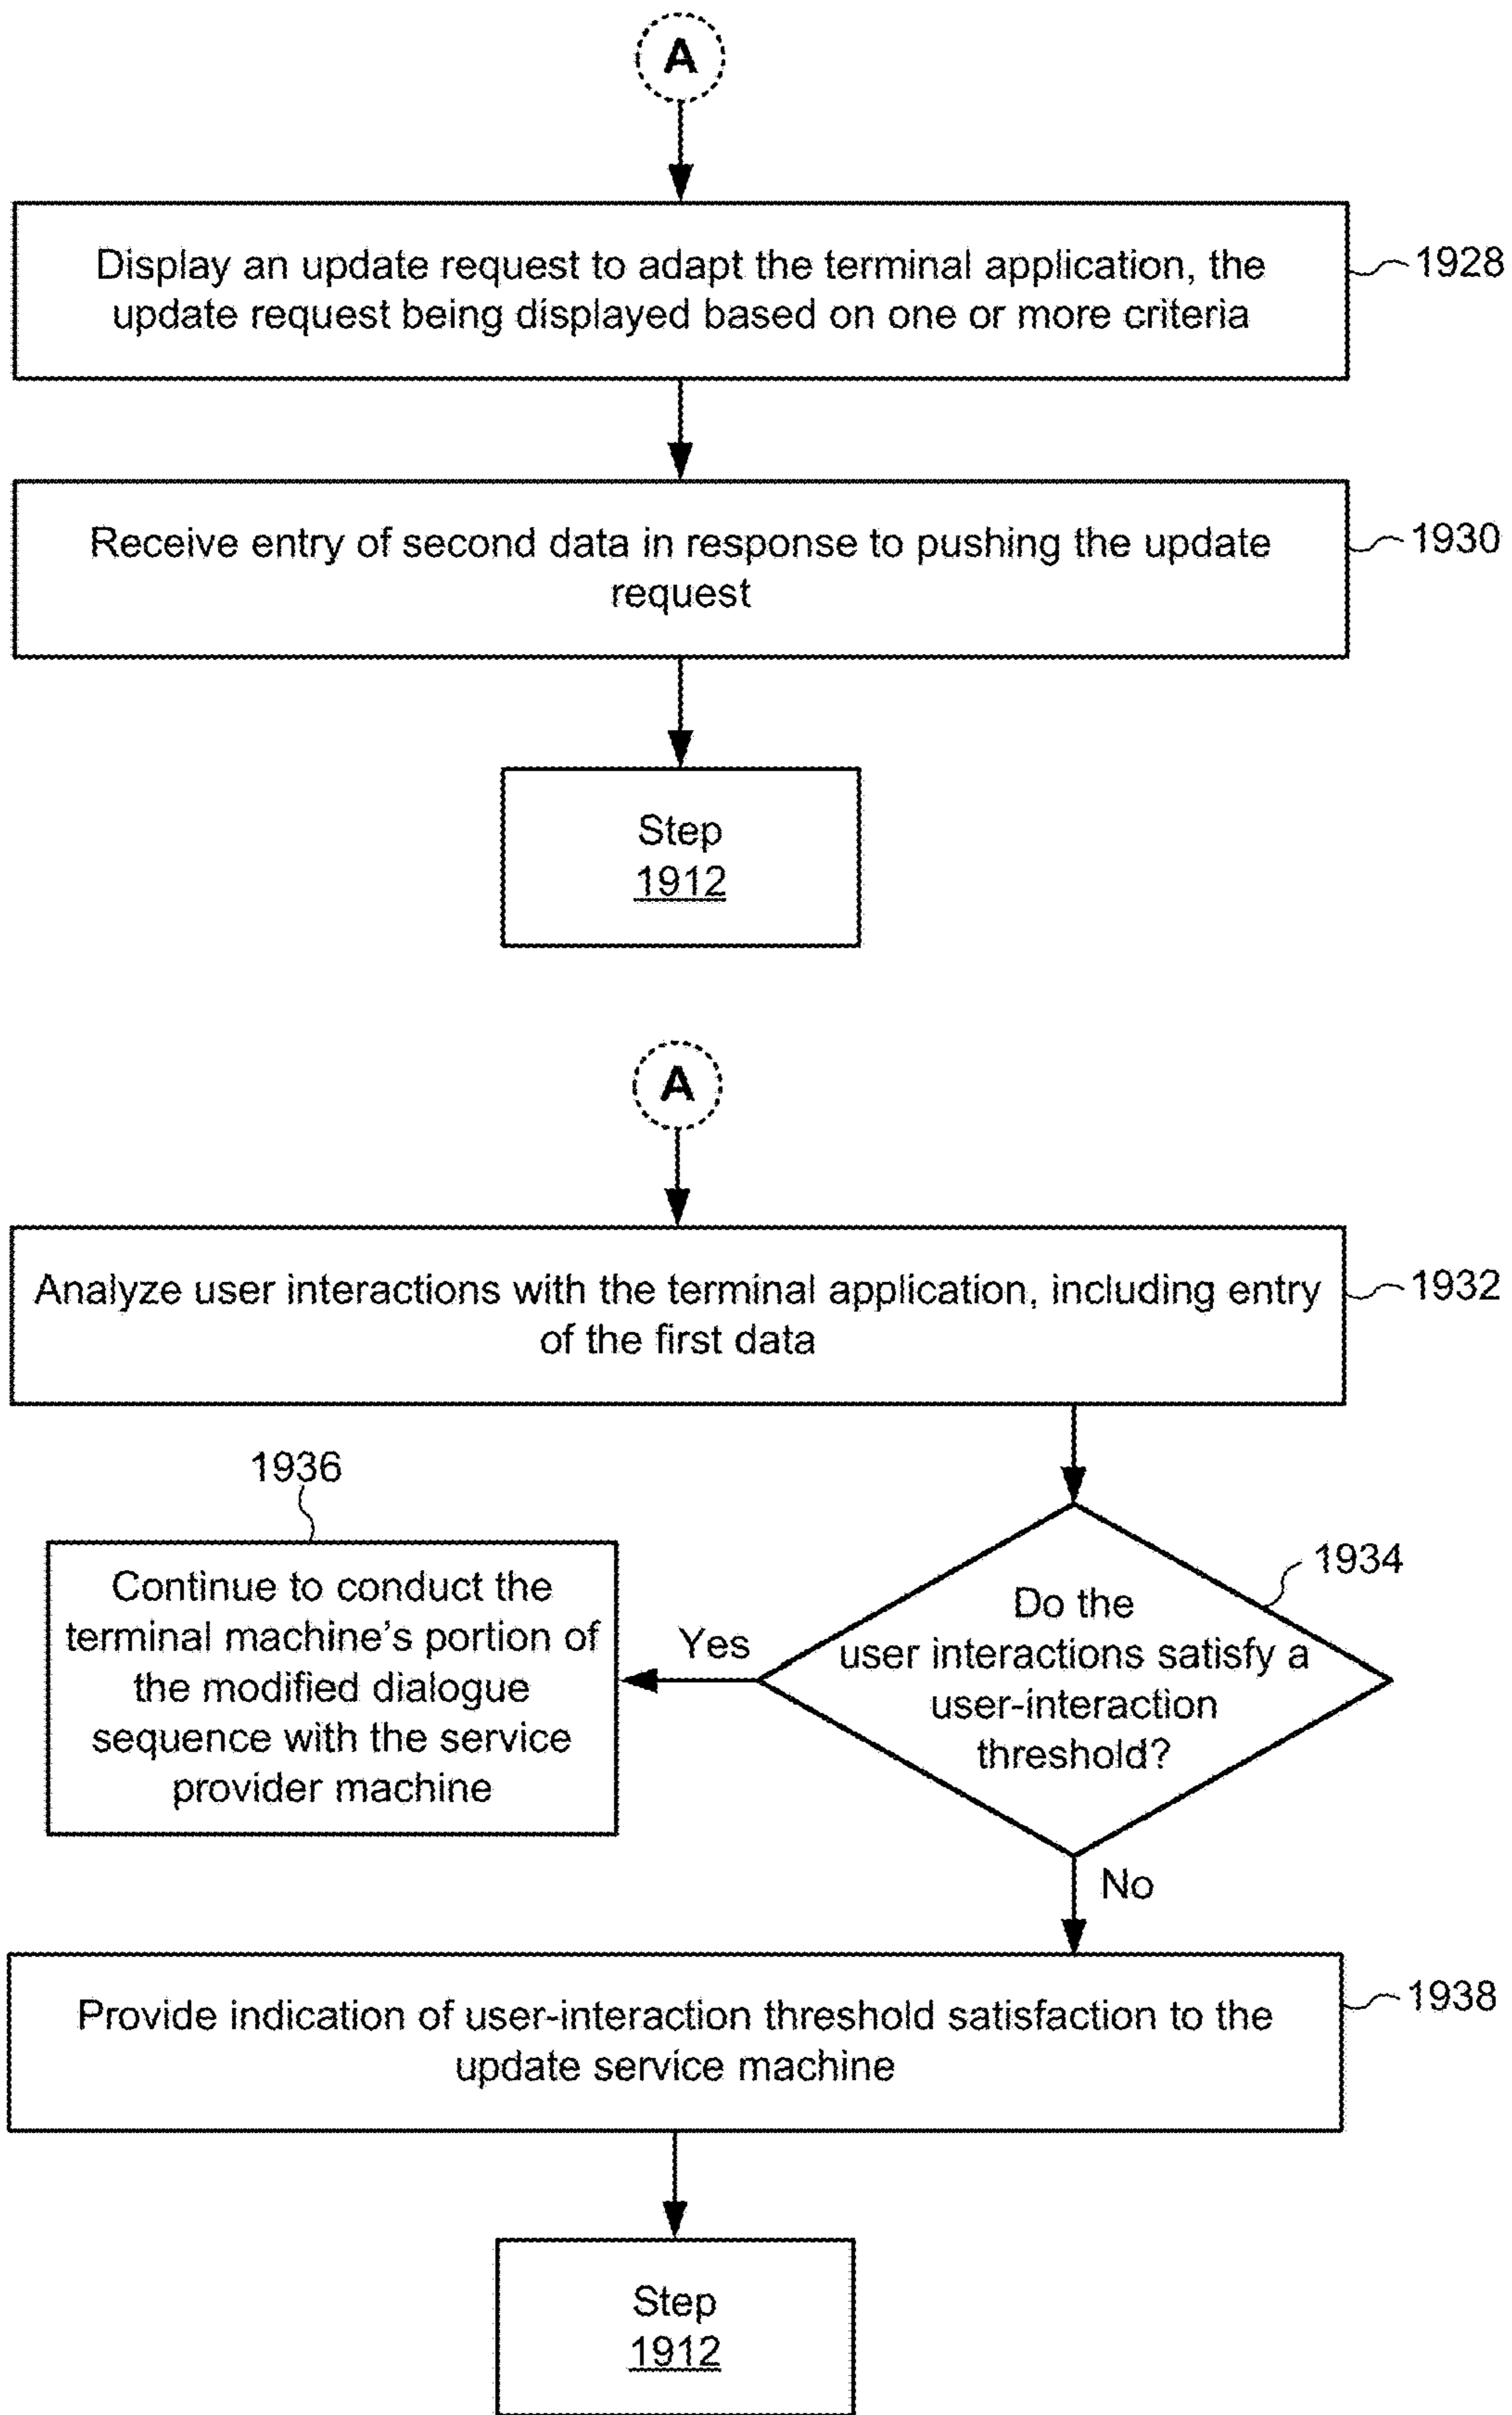 A
Display an update request to adapt the terminal application, the
update request being displayed based on one or more criteria
1928
Receive entry of second data in response to pushing the update
request
1930
Step
1912
A
Analyze user interactions with the terminal application, including entry
of the first data
1932
1936
Continue to conduct the
terminal machine's portion of
the modified dialogue
sequence with the service
provider machine
Yes
Do the
user interactions satisfy a
user-interaction
threshold?
1934
No
Provide indication of user-interaction threshold satisfaction to the
update service machine
1938
Step
1912